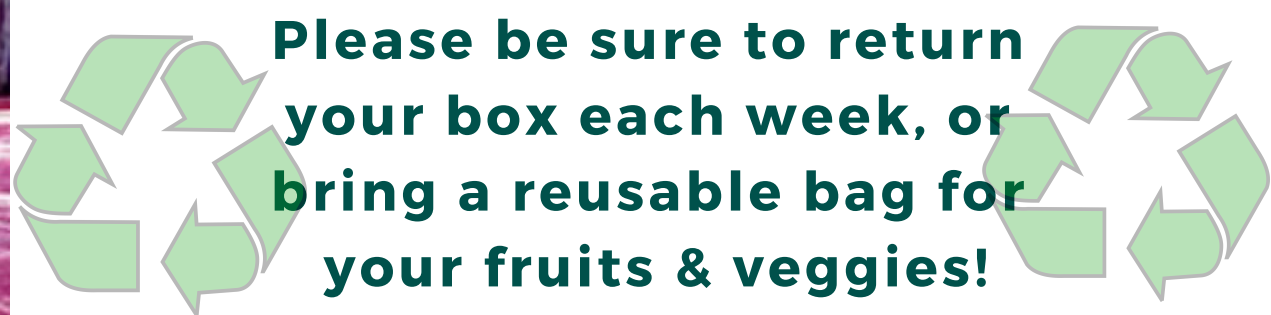 Please be sure to return
your box each week, or
bring a reusable bag for
your fruits & veggies!